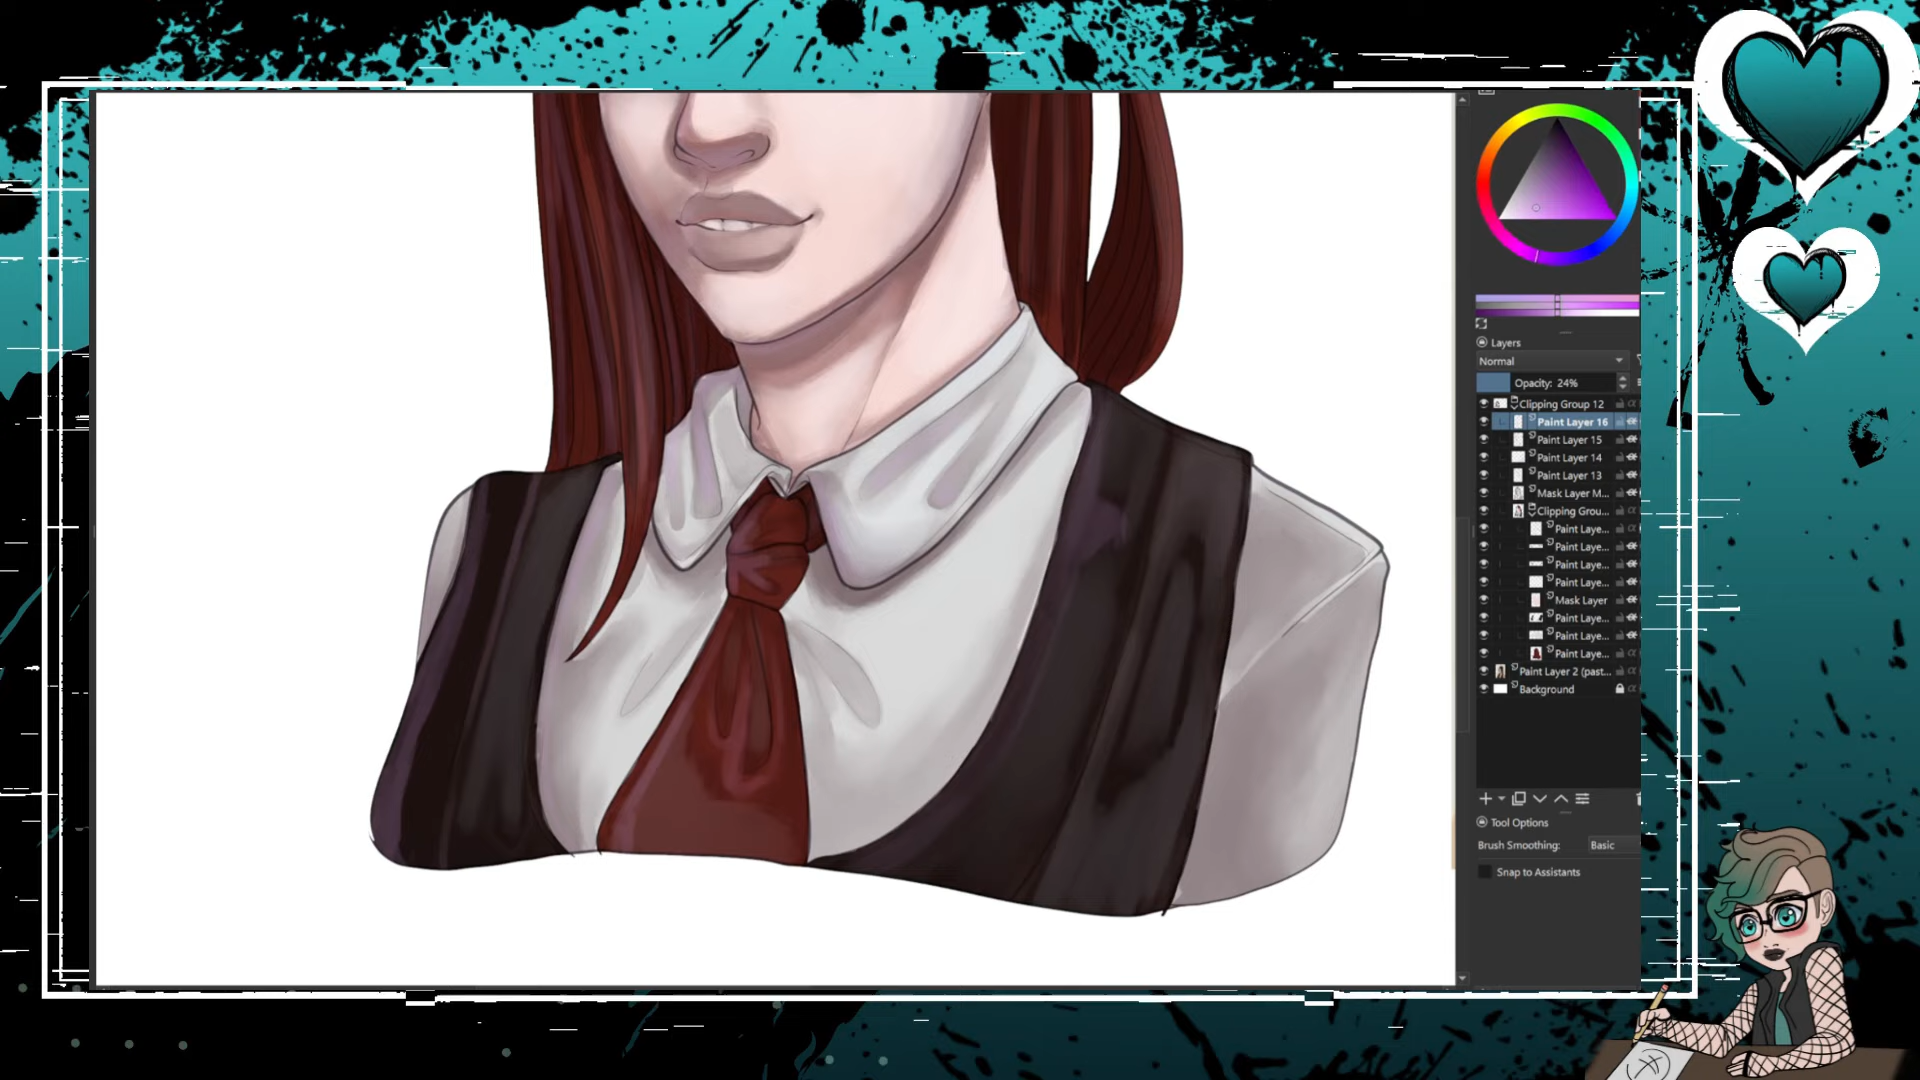 Layers
Normal
Opacity: 24%
Clipping Group 12
Paint Layer 16
Paint Layer 15
Paint Layer 14
Paint Layer 13
Mask Layer M...
Clipping Grou...
Paint Laye...
Paint Laye...
Paint Laye...
Paint Laye...
Mask Layer
Paint Laye...
Paint Laye...
Paint Laye...
Paint Layer 2 (past...
Background
Tool Options
Brush Smoothing: Basic
Snap to Assistants